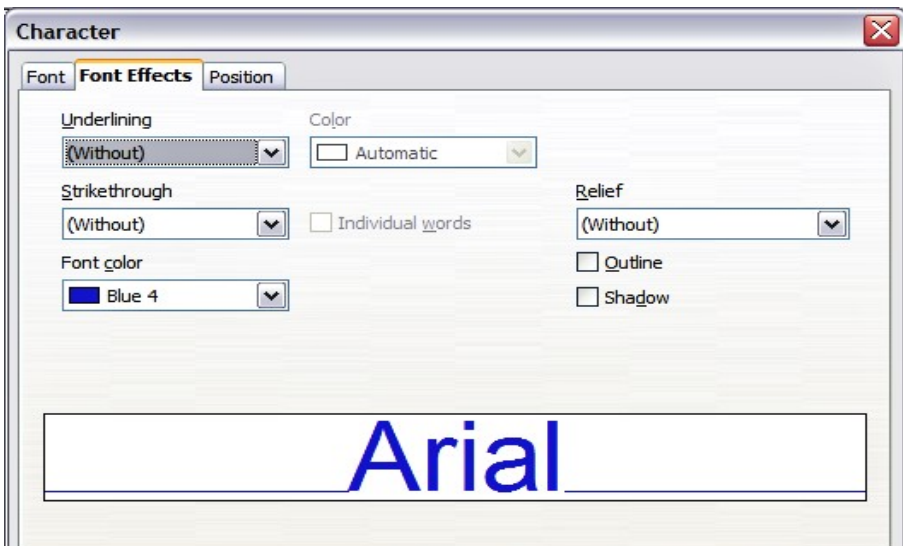 Character
Font Font Effects Position
Underlining Color
(Without) Automatic
Strikethrough Relief
(Without) Individual words (Without)
Font color Outline
Blue 4 Shadow
Arial